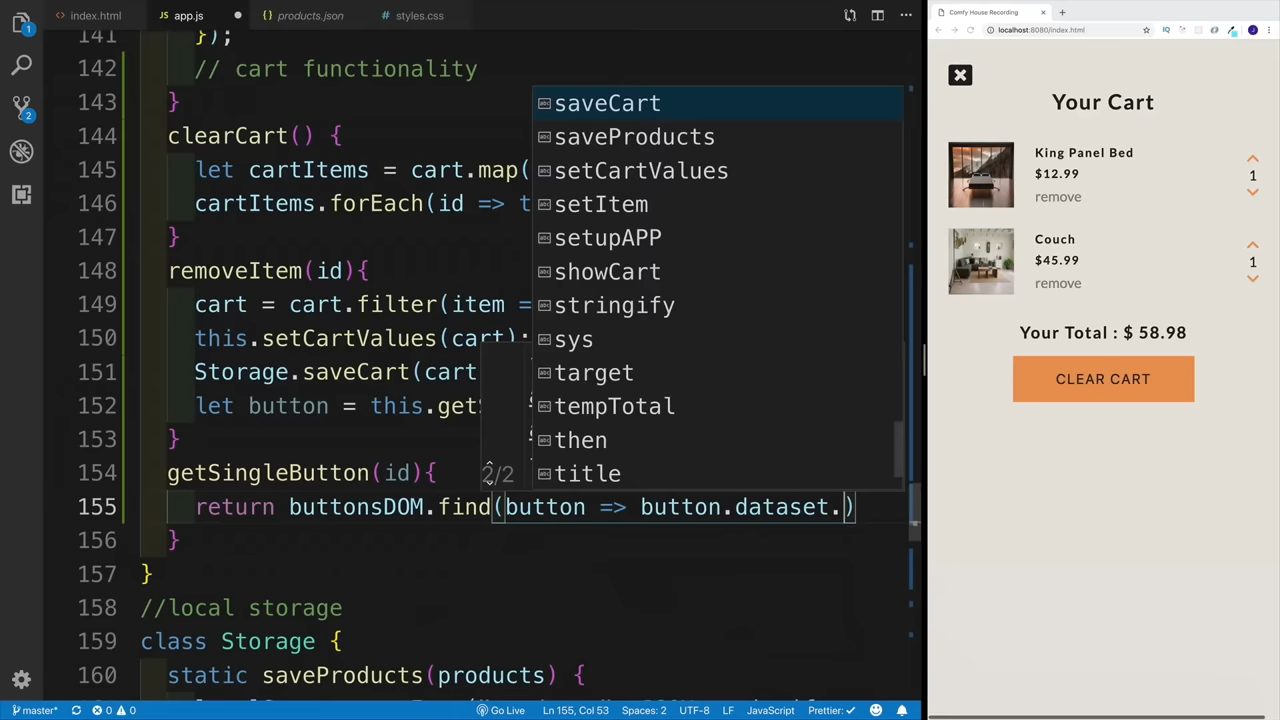 index.html
app.js
products.json
styles.css
141 });
142 // cart functionality
143 }
144 clearCart() {
145 let cartItems = cart.map(
146 cartItems.forEach(id => t
147 }
148 removeItem(id){
149 cart = cart.filter(item =
150 this.setCartValues(cart);
151 Storage.saveCart(cart
152 let button = this.getS
153 }
154 getSingleButton(id){
155 return buttonsDOM.find(button => button.dataset.)
156 }
157 }
158 //local storage
159 class Storage {
160 static saveProducts(products) {
saveCart
saveProducts
setCartValues
setItem
setupAPP
showCart
stringify
sys
target
tempTotal
then
title
2/2
1
2
master*
0
0
Go Live
Ln 155, Col 53
Spaces: 2
UTF-8
LF
JavaScript
Prettier: ✓
Comfy House Recording
localhost:8080/index.html
IQ
J
Your Cart
King Panel Bed
$12.99
remove
1
Couch
$45.99
remove
1
Your Total : $ 58.98
CLEAR CART